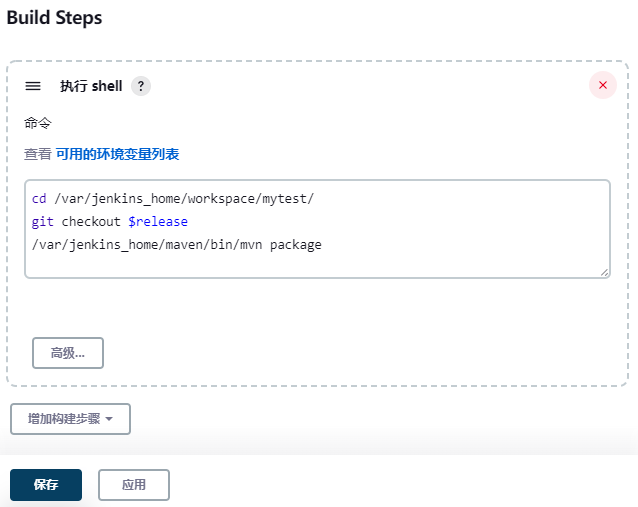 Build Steps
执行 shell ?
命令
查看 可用的环境变量列表
cd /var/jenkins_home/workspace/mytest/
git checkout $release
/var/jenkins_home/maven/bin/mvn package
高级...
增加构建步骤
保存 应用